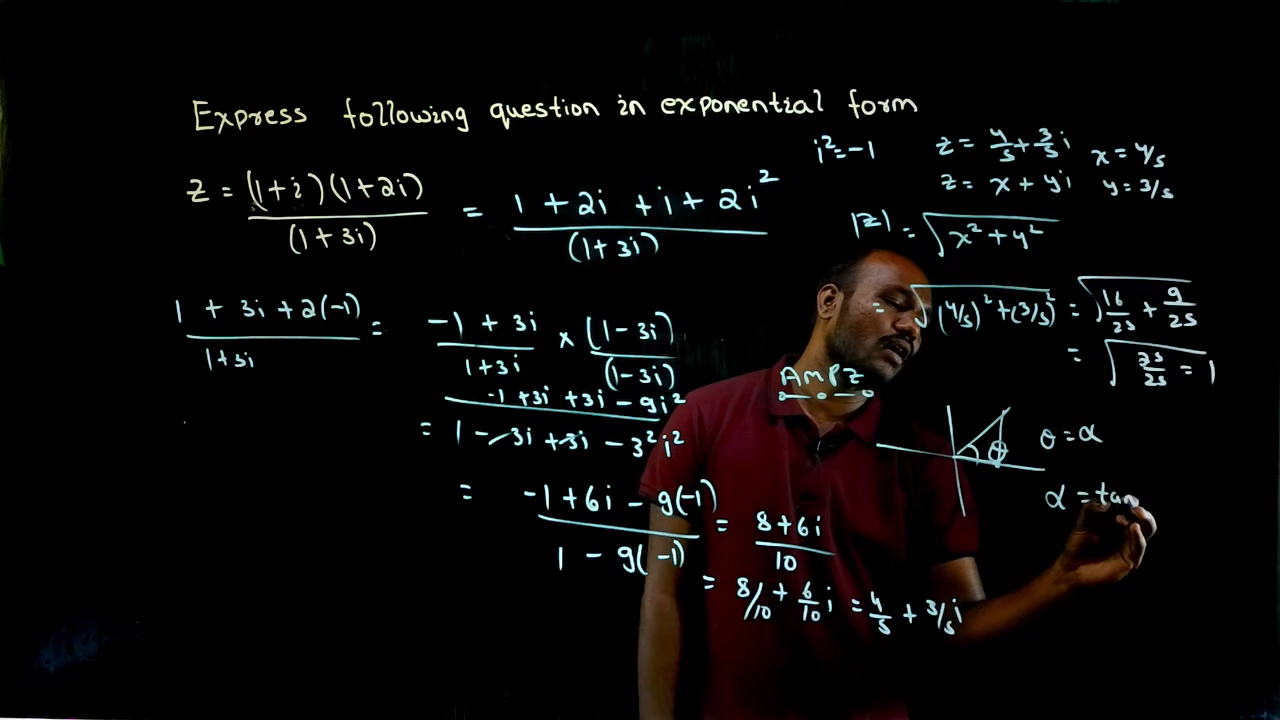 Express following question in exponential form
z = (1+i)(1+2i) / (1+3i) = 1 + 2i + i + 2i² / (1+3i)
1 + 3i + 2(-1) / 1+3i = -1 + 3i / 1+3i × (1-3i) / (1-3i)
= -1 +3i +3i - 9i² / 1 - 3i + 3i - 3²i²
= -1+6i - 9(-1) / 1 - 9(-1) = 8+6i / 10
= 8/10 + 6/10 i = 4/5 + 3/5 i
i²=-1
z = 4/5 + 3/5 i x = 4/5
z = x + yi y = 3/5
|z| = √x² + y²
= √(4/5)² + (3/5)² = √16/25 + 9/25
= √25/25 = 1
AMPZ
θ θ = α
α = tan